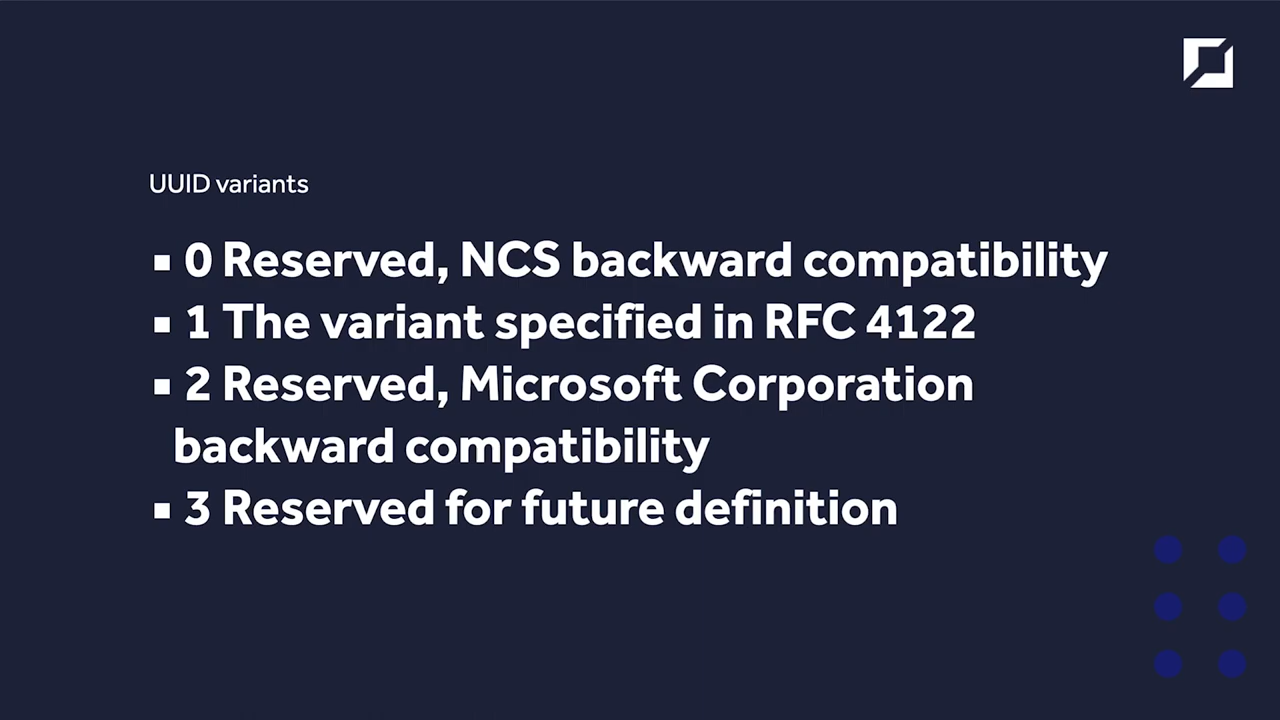 UUID variants
▪ 0 Reserved, NCS backward compatibility
▪ 1 The variant specified in RFC 4122
▪ 2 Reserved, Microsoft Corporation
backward compatibility
▪ 3 Reserved for future definition